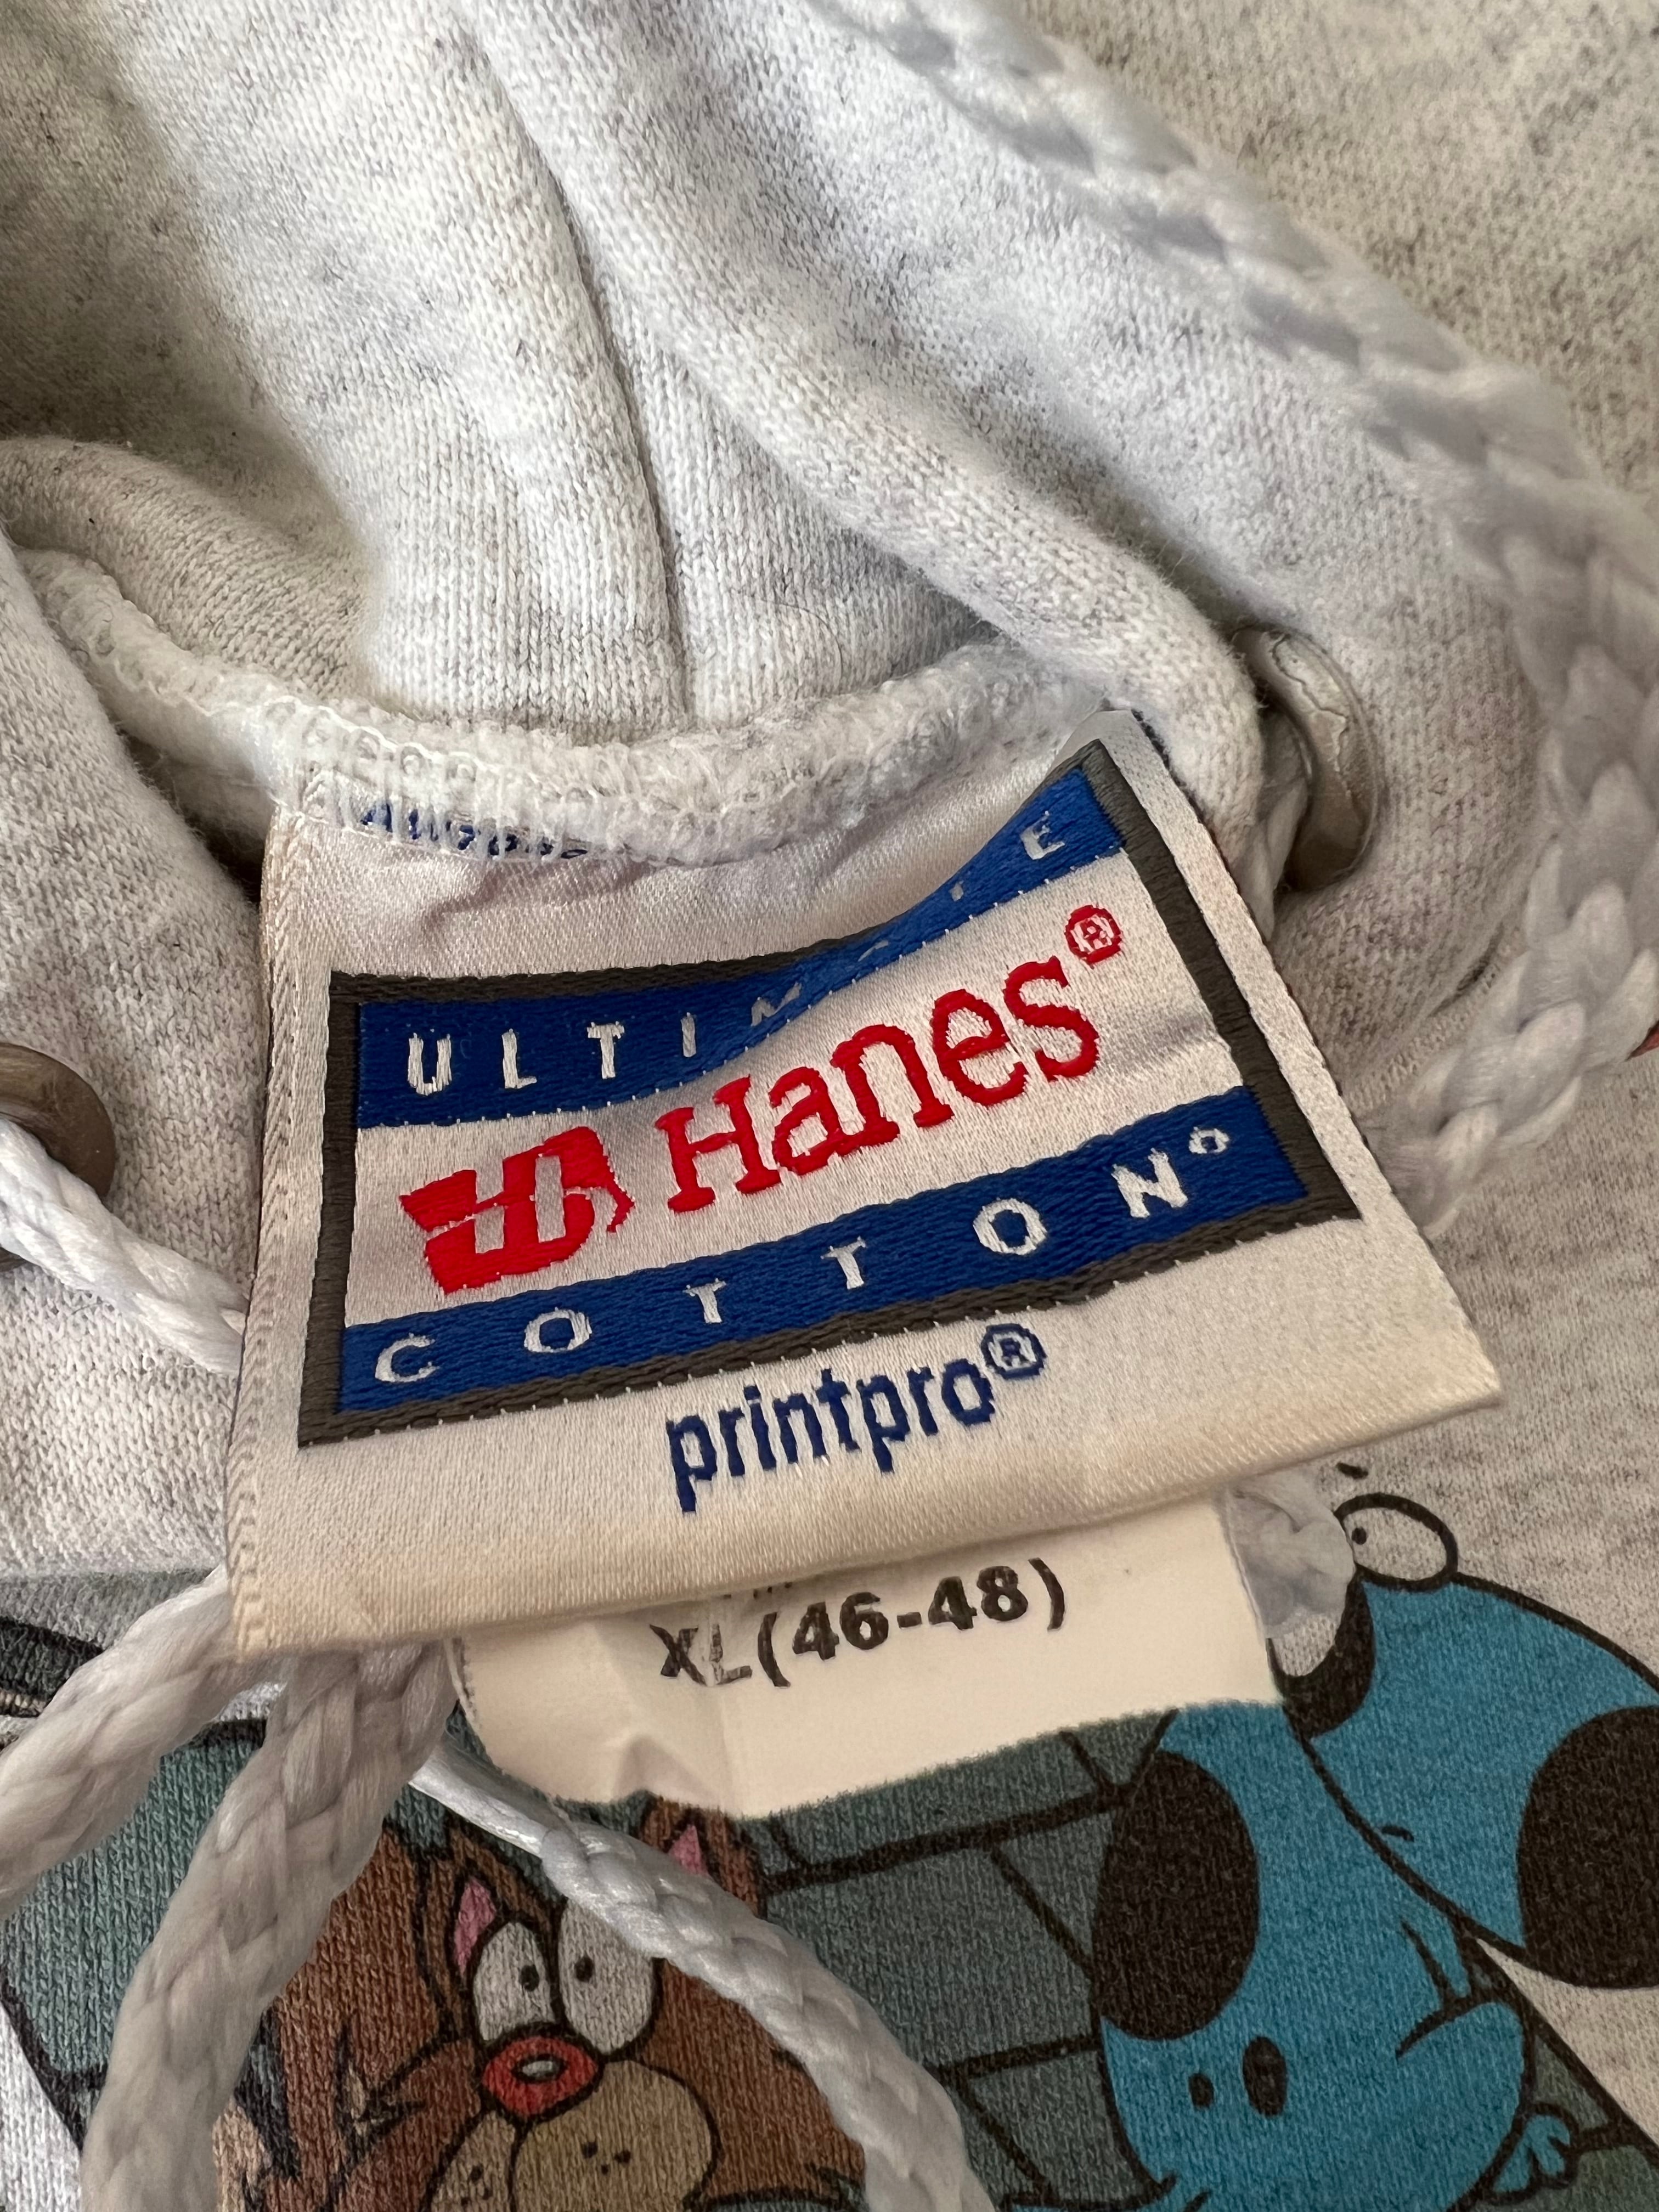 ULTIMATE
Hanes®
COTTON®
printpro®
XL(46-48)